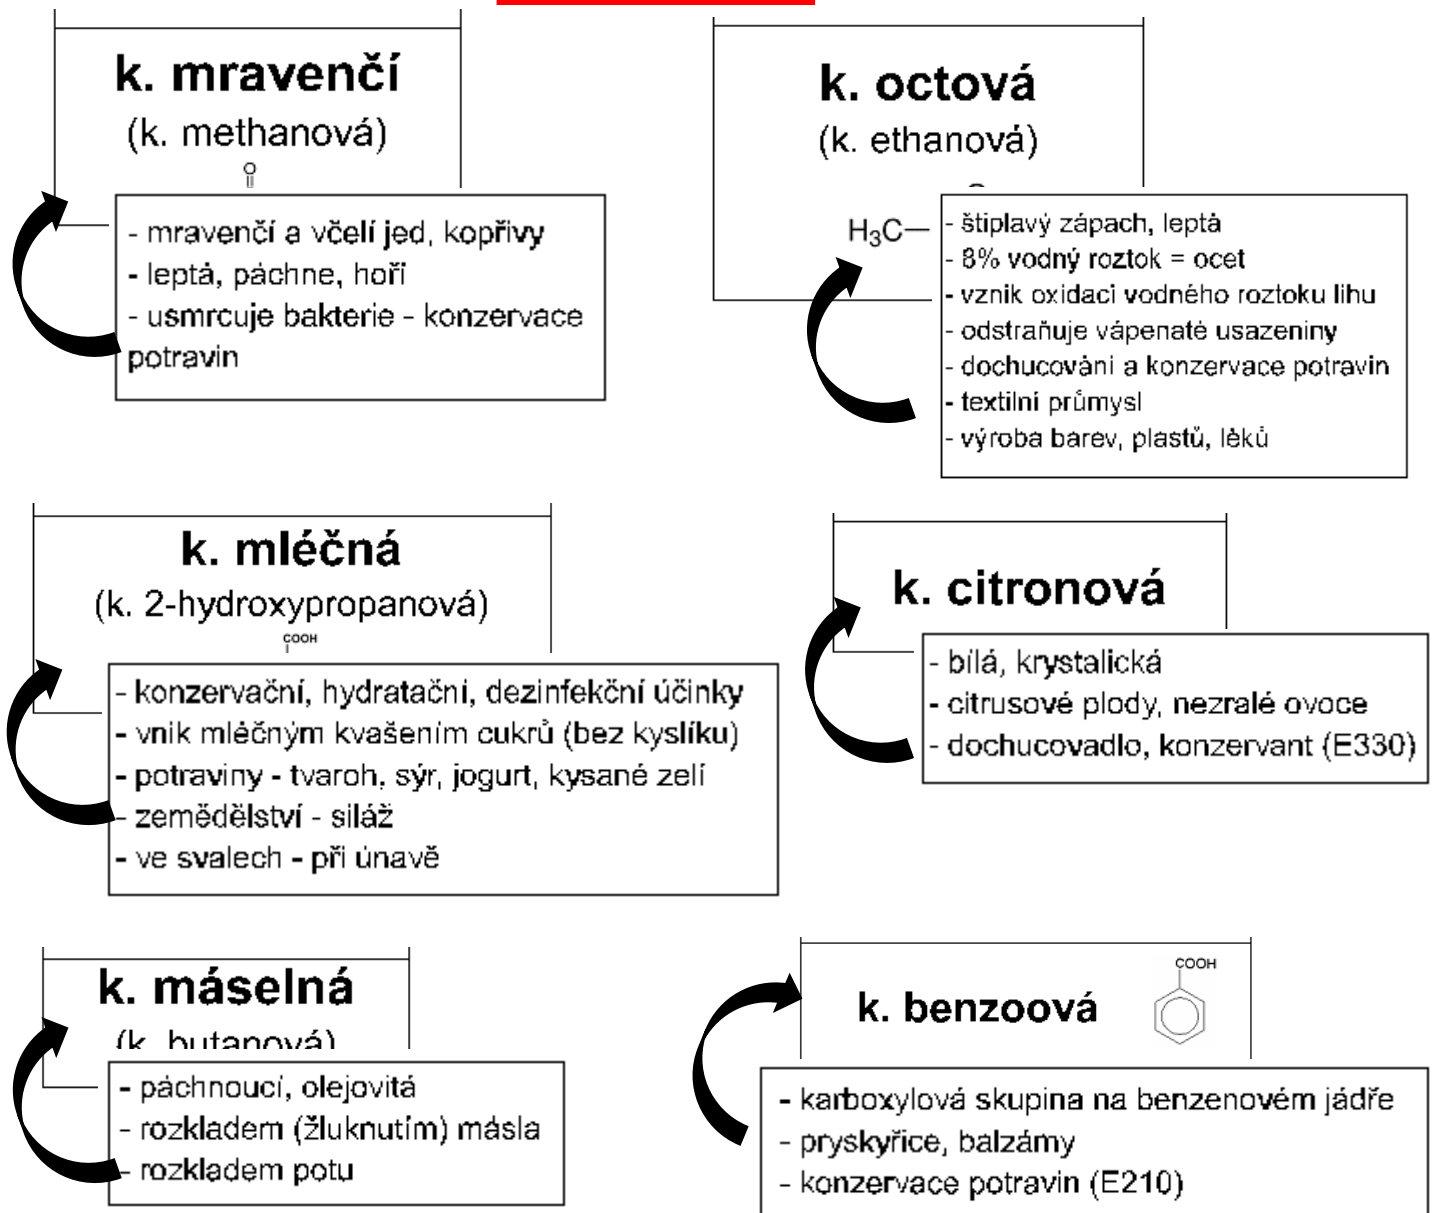 k. mravenčí
(k. methanová)
O
- mravenčí a včelí jed, kopřivy
- leptá, páchne, hoří
- usmrcuje bakterie - konzervace
potravin
k. octová
(k. ethanová)
H₃C
- štiplavý zápach, leptá
- 8% vodný roztok = ocet
- vznik oxidací vodného roztoku lihu
- odstraňuje vápenaté usazeniny
- dochucování a konzervace potravin
- textilní průmysl
- výroba barev, plastů, léků
k. mléčná
(k. 2-hydroxypropanová)
COOH
- konzervační, hydratační, dezinfekční účinky
- vnik mléčným kvašením cukrů (bez kyslíku)
- potraviny - tvaroh, sýr, jogurt, kysané zelí
- zemědělství - siláž
- ve svalech - při únavě
k. citronová
- bílá, krystalická
- citrusové plody, nezralé ovoce
- dochucovadlo, konzervant (E330)
k. máselná
(k. butanová)
- páchnoucí, olejovitá
- rozkladem (žluknutím) másla
- rozkladem potu
k. benzoová
COOH
- karboxylová skupina na benzenovém jádře
- pryskyřice, balzámy
- konzervace potravin (E210)